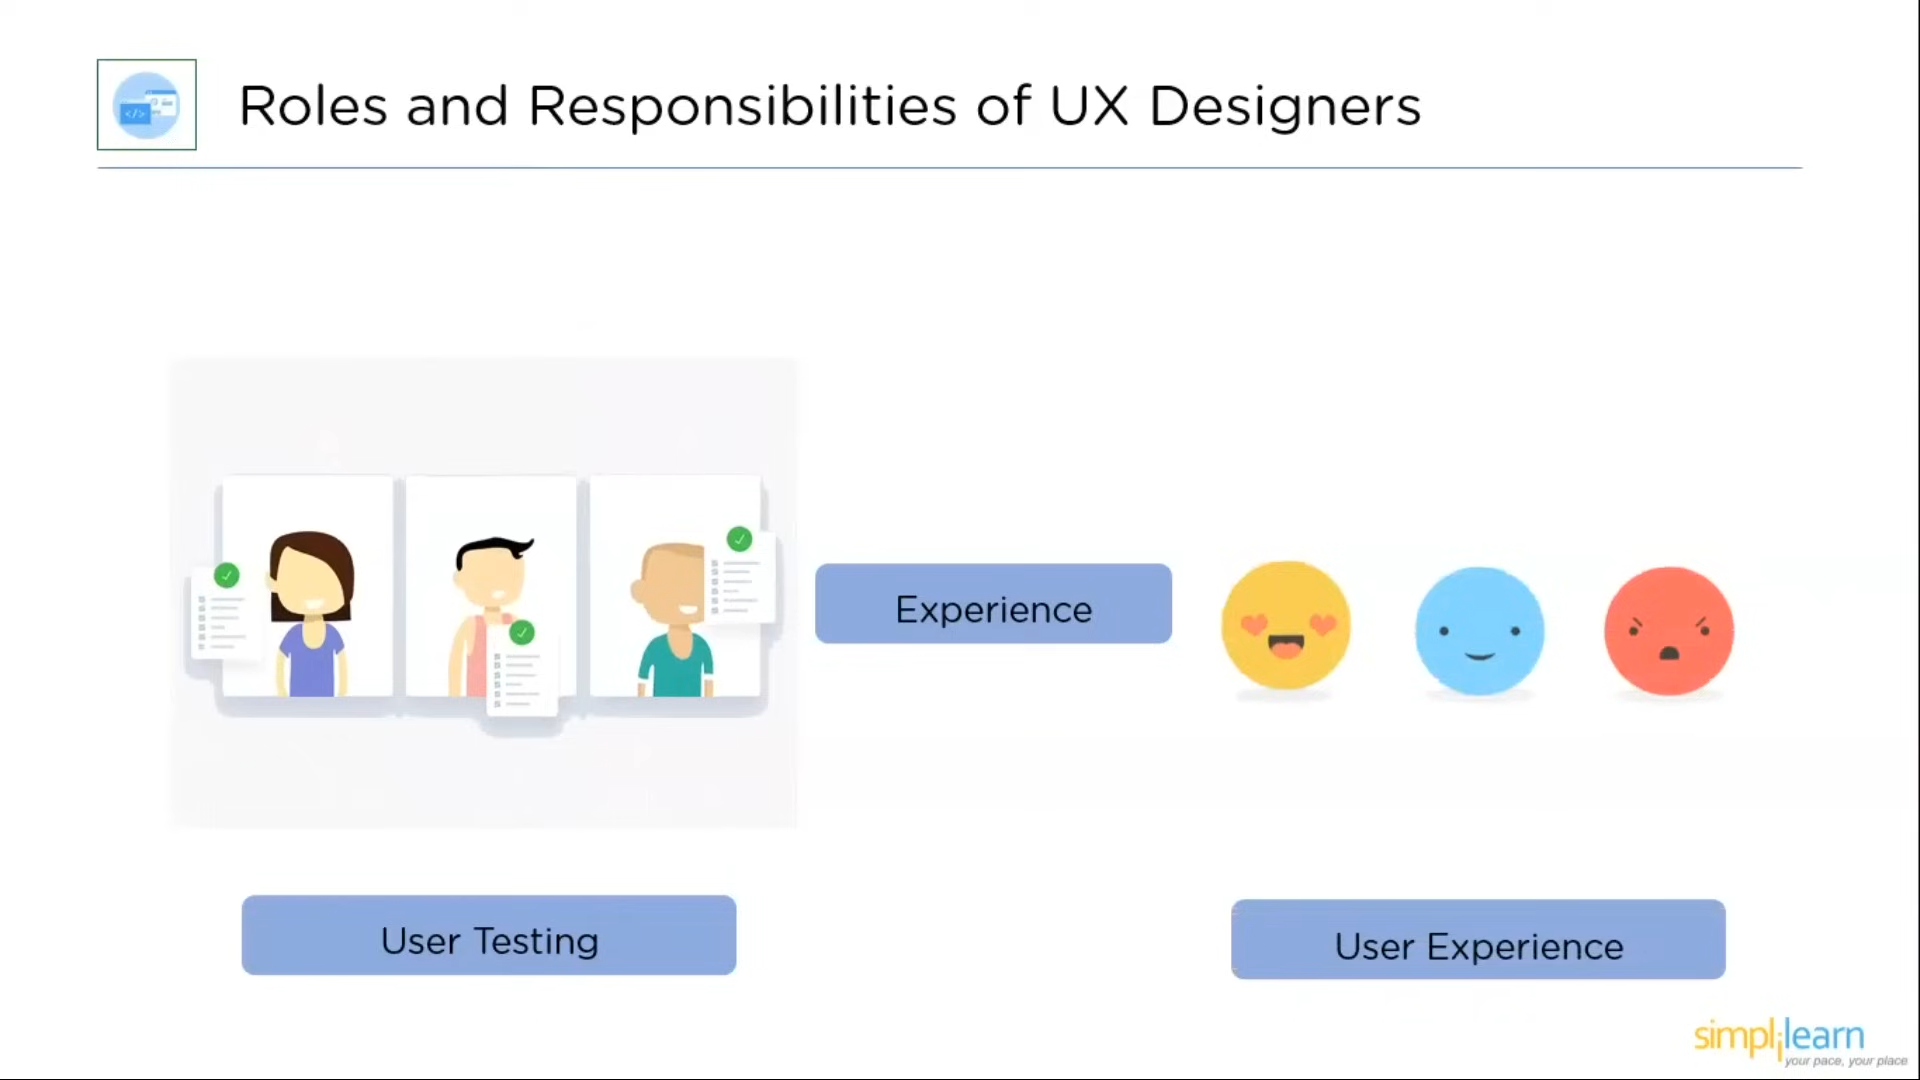 Roles and Responsibilities of UX Designers
</>
Experience
User Testing
User Experience
simplilearn
your pace, your place